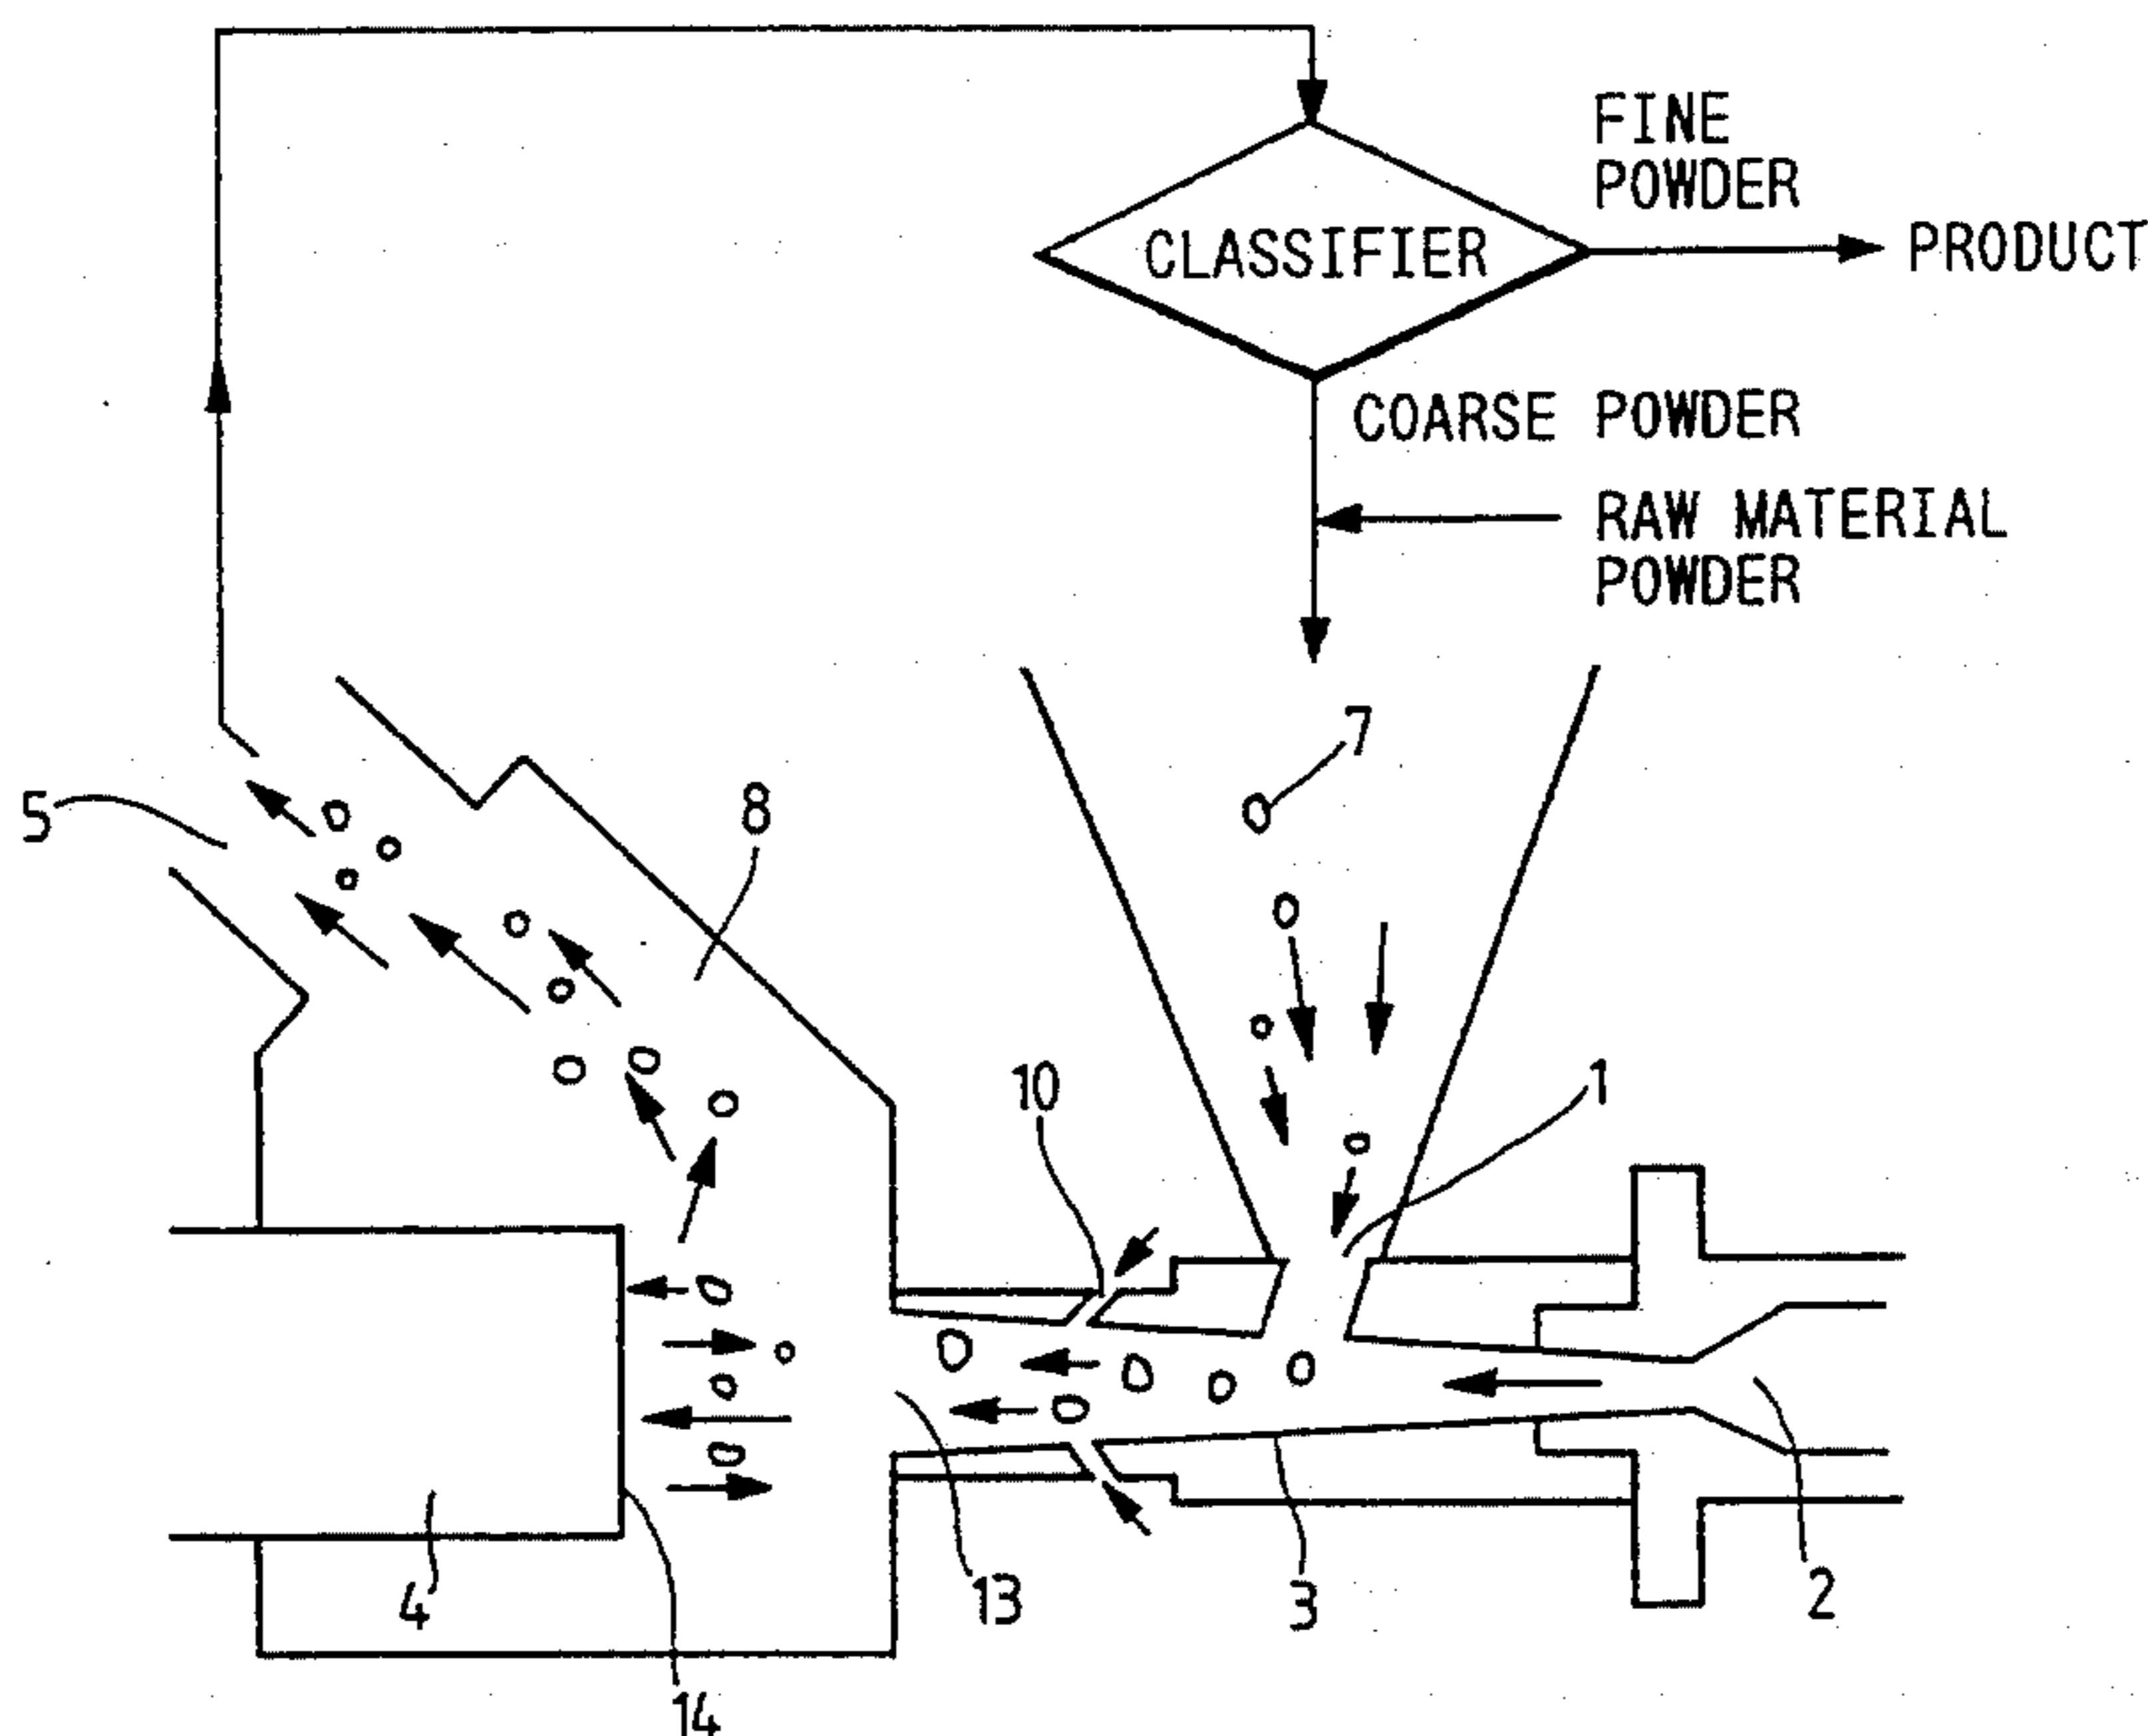 FINE
POWDER
CLASSIFIER
PRODUCT
COARSE POWDER
RAW MATERIAL
POWDER
7
5
8
10
1
4
13
3
2
14